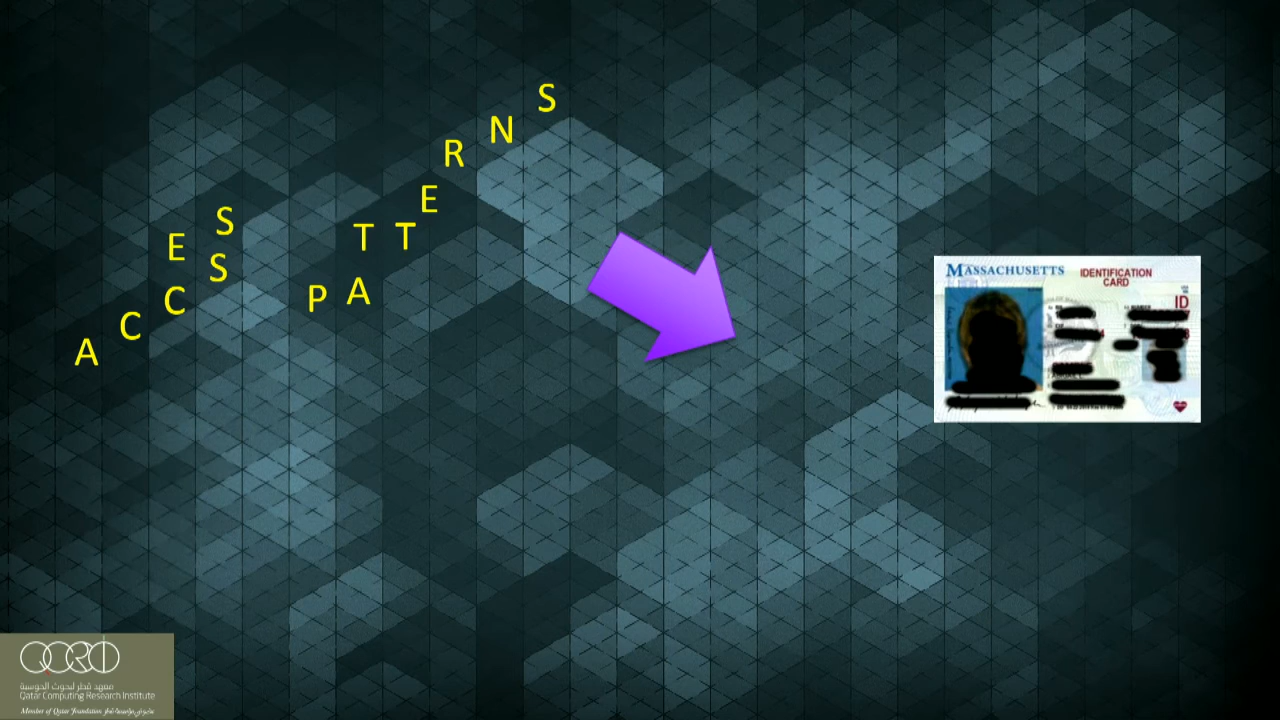 ACCESS PATTERNS
MASSACHUSETTS
IDENTIFICATION
CARD
ID
معهد قطر لبحوث الحوسبة
Qatar Computing Research Institute
Member of Qatar Foundation